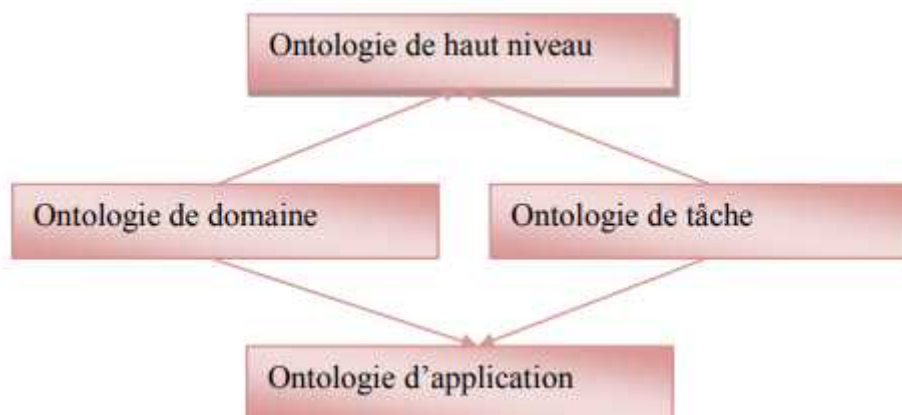 Ontologie de haut niveau
Ontologie de domaine
Ontologie de tâche
Ontologie d’application